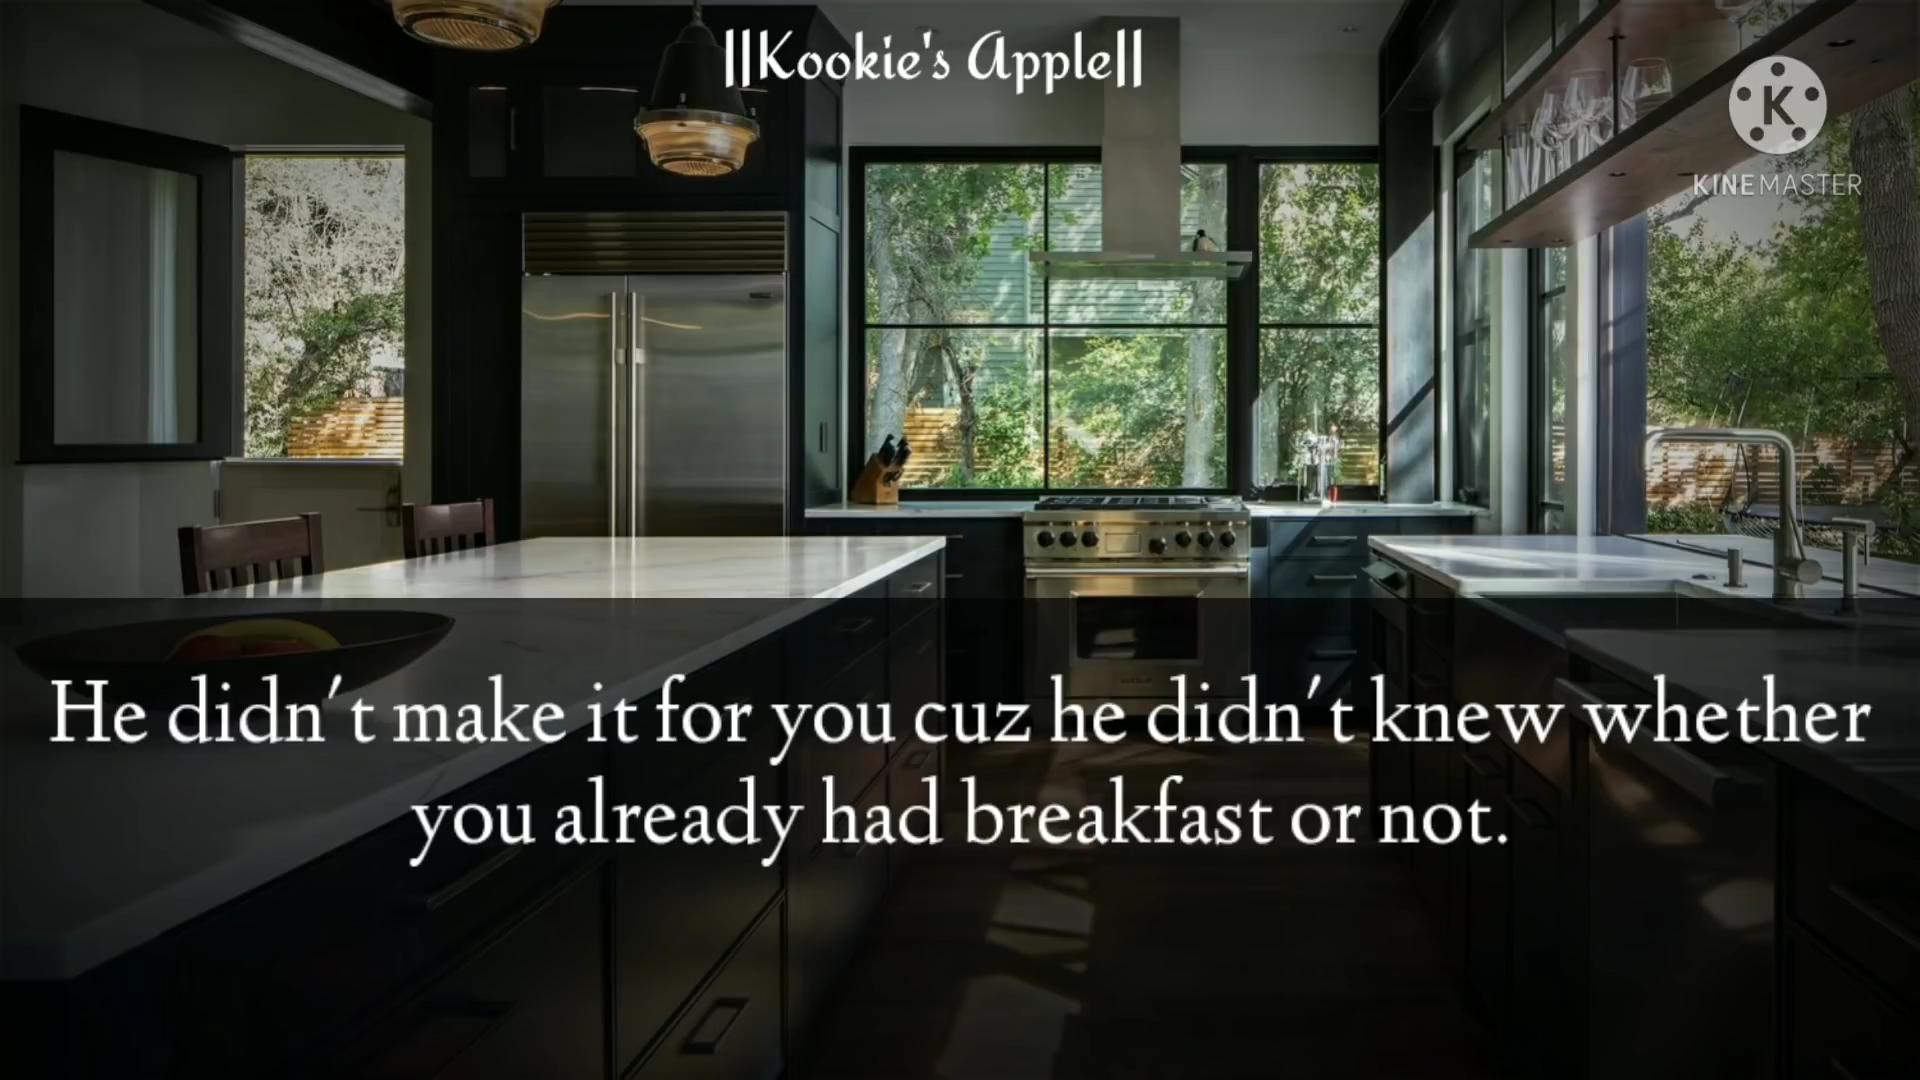 ||Kookie's Apple||
K
KINEMASTER
He didn't make it for you cuz he didn't knew whether
you already had breakfast or not.